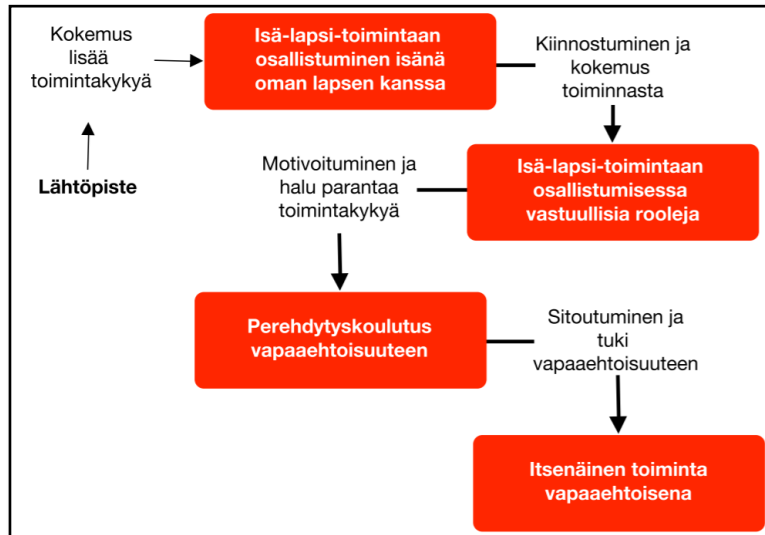 Lähtöpiste
Kokemus
lisää
toimintakykyä
Isä-lapsi-toimintaan
osallistuminen isänä
oman lapsen kanssa
Kiinnostuminen ja
kokemus
toiminnasta
Isä-lapsi-toimintaan
osallistumisessa
vastuullisia rooleja
Motivoituminen ja
halu parantaa
toimintakykyä
Perehdytyskoulutus
vapaaehtoisuuteen
Sitoutuminen ja
tuki
vapaaehtoisuuteen
Itsenäinen toiminta
vapaaehtoisena